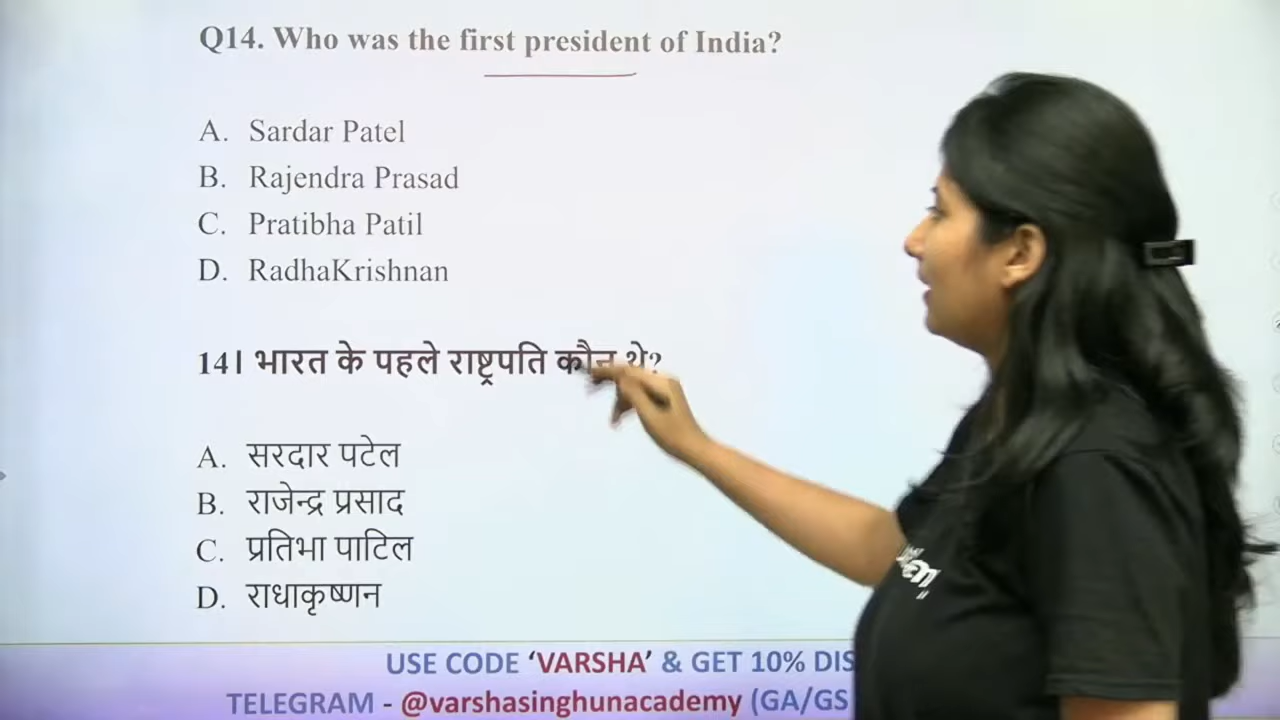 Q14. Who was the first president of India?
A. Sardar Patel
B. Rajendra Prasad
C. Pratibha Patil
D. RadhaKrishnan
14। भारत के पहले राष्ट्रपति कौन थे?
A. सरदार पटेल
B. राजेन्द्र प्रसाद
C. प्रतिभा पाटिल
D. राधाकृष्णन
USE CODE ‘VARSHA’ & GET 10% DIS
TELEGRAM - @varshasinghunacademy (GA/GS